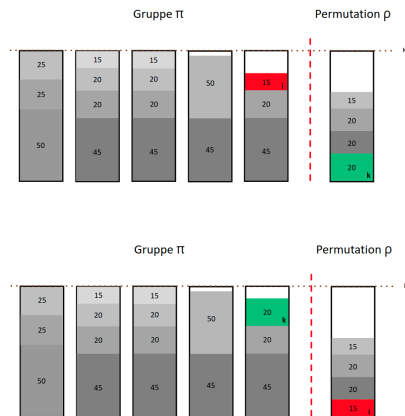 Gruppe π Permutation ρ
25 15 15
50
25 20 20 15 i 15
20 20 20 20
50 45 45 45 45 20
20 k
Gruppe π Permutation ρ
25 15 15
50 20 k
25 20 20
20 20 20 15
50 45 45 45 45 20
20
15 i